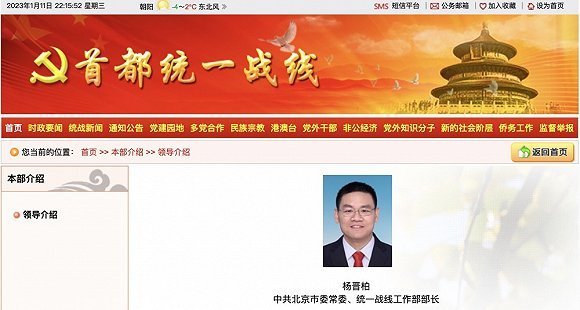 2023年1月11日 22:15:52 星期三 朝阳 -4～2℃ 东北风 SMS 短信平台 公务邮箱 加入收藏 设为首页
首都统一战线
首页 时政要闻 统战新闻 通知公告 党建园地 多党合作 民族宗教 港澳台 党外干部 非公经济 党外知识分子 新的社会阶层 侨务工作 监督举报
您当前的位置： 首页 >> 本部介绍 >> 领导介绍 返回首页
本部介绍
领导介绍
杨晋柏
中共北京市委常委、统一战线工作部部长